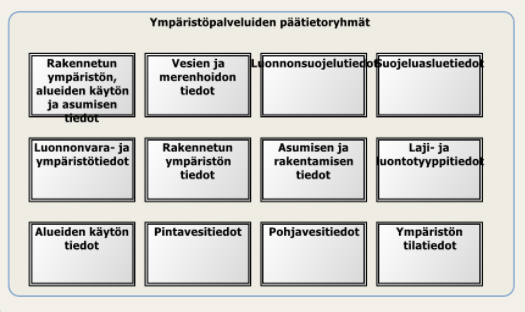 Ympäristöpalveluiden päätietoryhmät
Rakennetun
ympäristön,
alueiden käytön
ja asumisen
tiedot
Vesien ja
merenhoidon
tiedot
Luonnonsuojelutiedot
Suojeluasluetiedot
Luonnonvara- ja
ympäristötiedot
Rakennetun
ympäristön
tiedot
Asumisen ja
rakentamisen
tiedot
Laji- ja
luontotyyppitiedot
Alueiden käytön
tiedot
Pintavesitiedot
Pohjavesitiedot
Ympäristön
tilatiedot